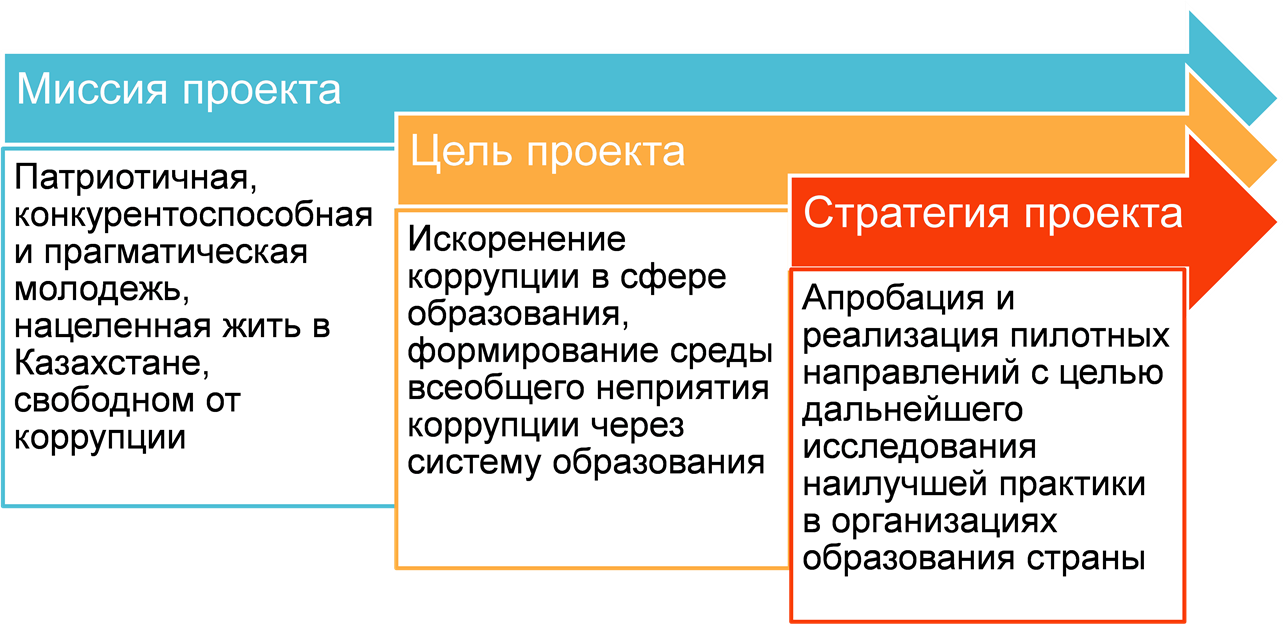 Миссия проекта
Патриотичная,
конкурентоспособная
и прагматическая
молодежь,
нацеленная жить в
Казахстане,
свободном от
коррупции
Цель проекта
Искоренение
коррупции в сфере
образования,
формирование среды
всеобщего неприятия
коррупции через
систему образования
Стратегия проекта
Апробация и
реализация пилотных
направлений с целью
дальнейшего
исследования
наилучшей практики
в организациях
образования страны